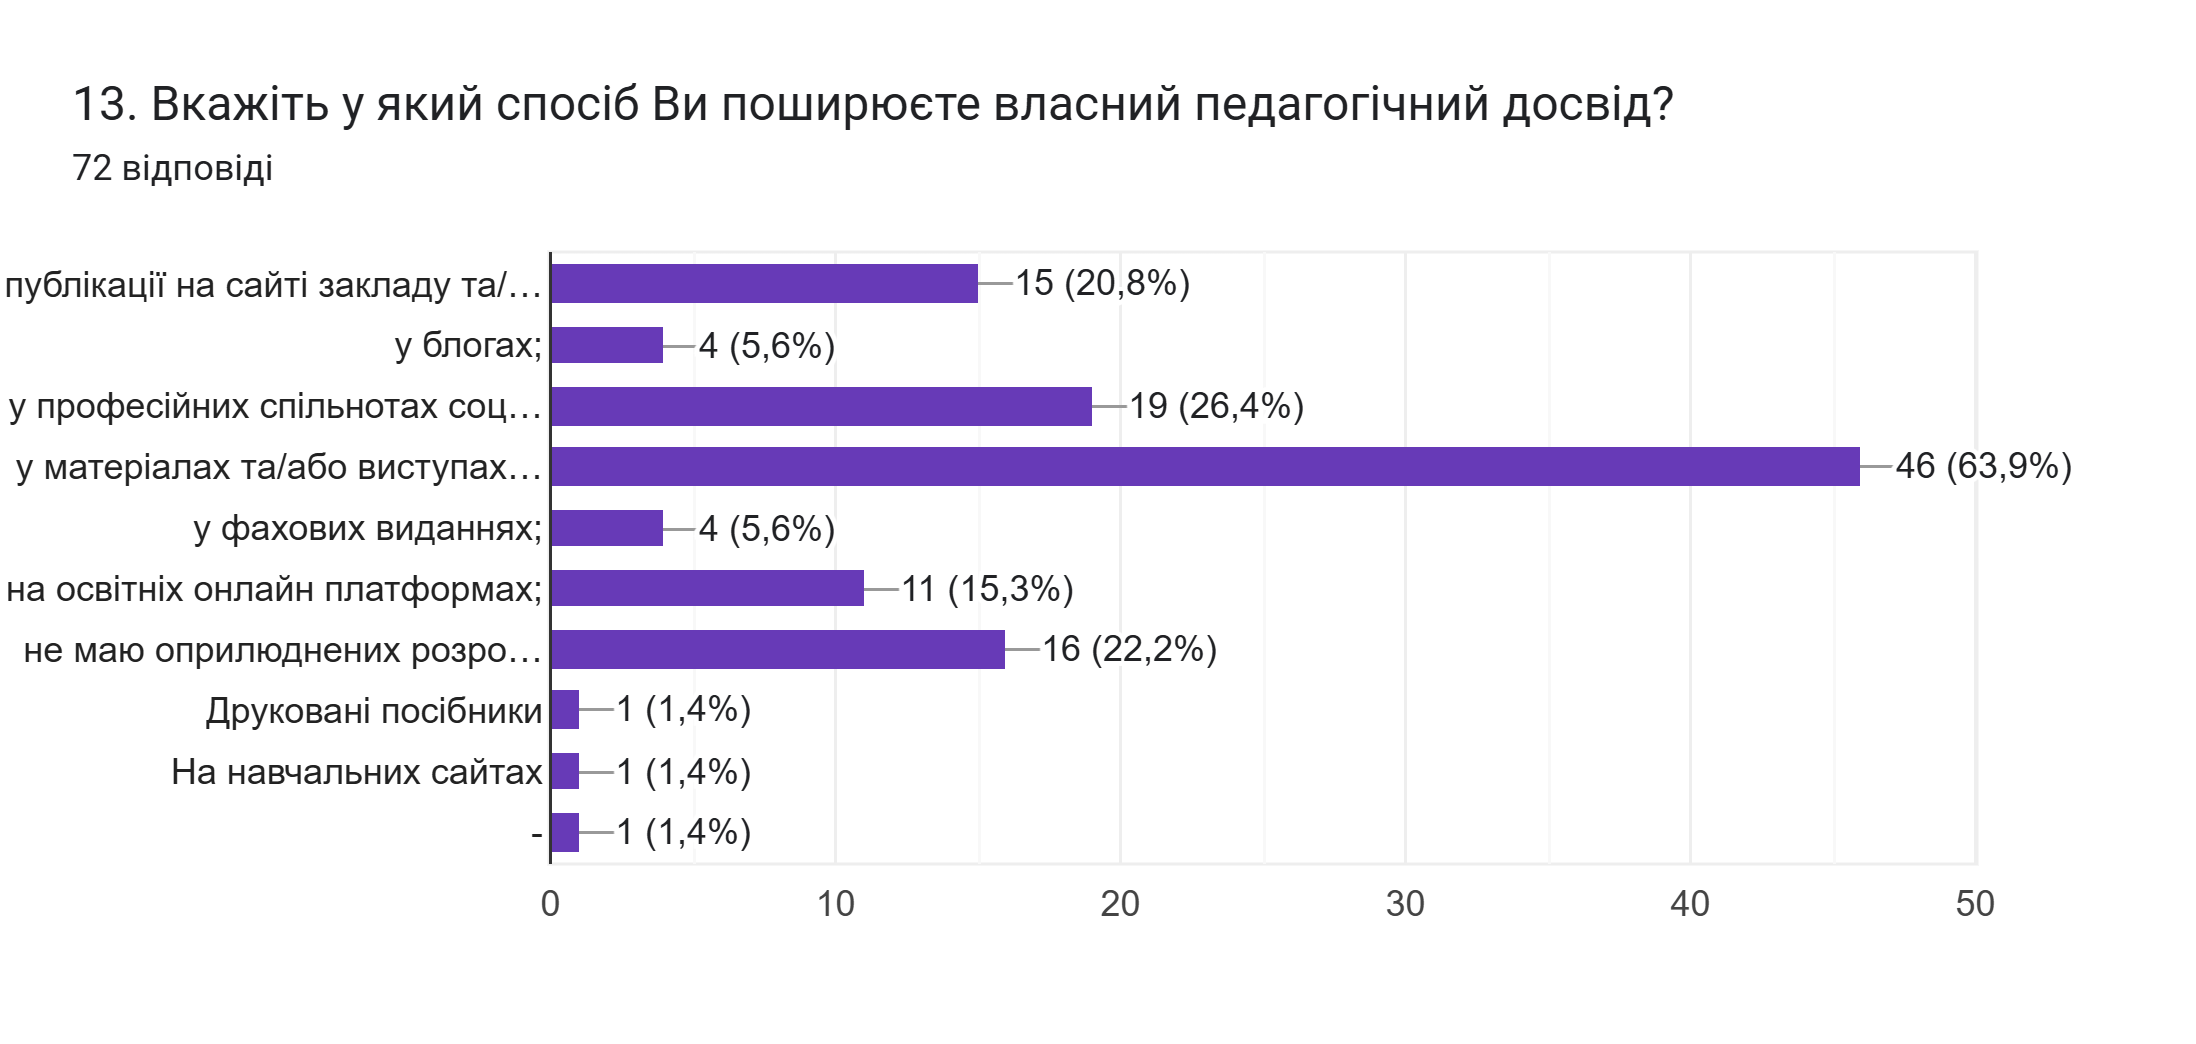 13. Вкажіть у який спосіб Ви поширюєте власний педагогічний досвід?
72 відповіді
публікації на сайті закладу та/… 15 (20,8%)
у блогах; 4 (5,6%)
у професійних спільнотах соц… 19 (26,4%)
у матеріалах та/або виступах… 46 (63,9%)
у фахових виданнях; 4 (5,6%)
на освітніх онлайн платформах; 11 (15,3%)
не маю оприлюднених розро… 16 (22,2%)
Друковані посібники 1 (1,4%)
На навчальних сайтах 1 (1,4%)
- 1 (1,4%)
0 10 20 30 40 50